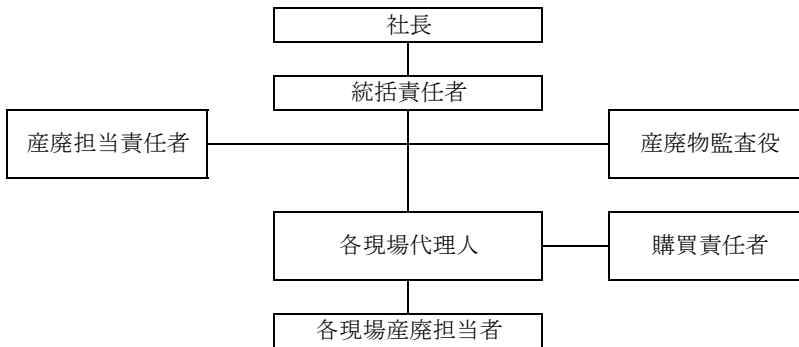 社長
統括責任者
産廃担当責任者
産廃物監査役
各現場代理人
購買責任者
各現場産廃担当者